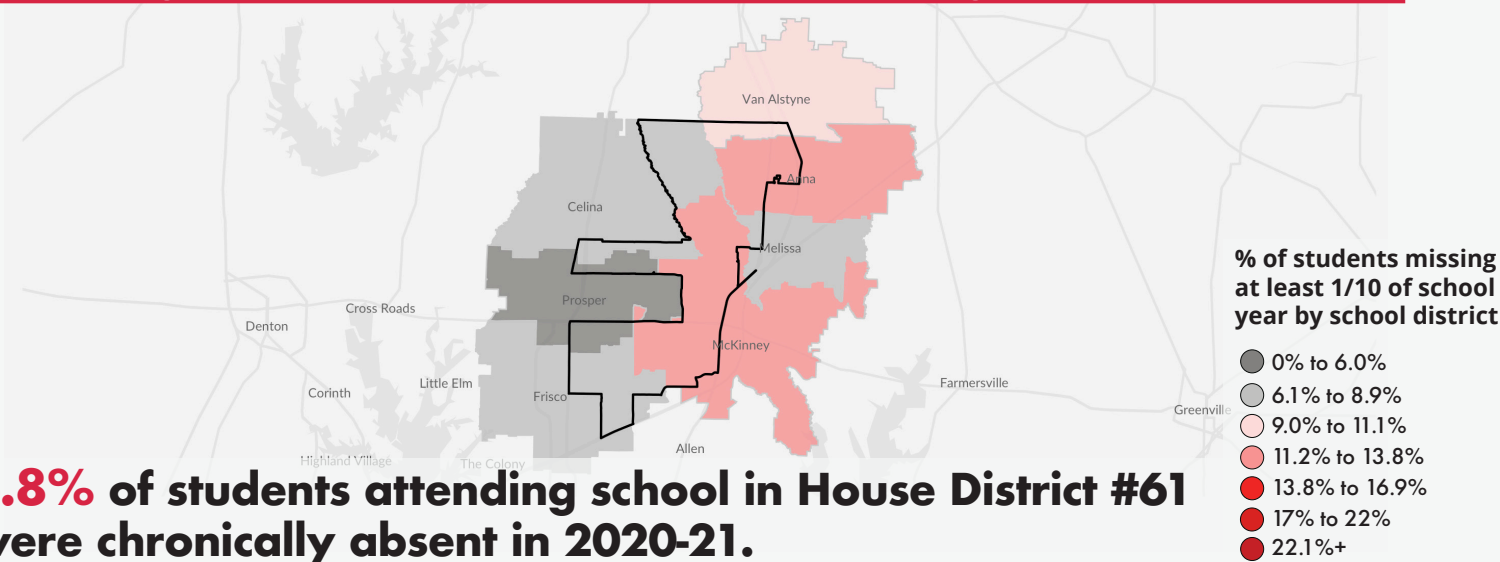 Van Alstyne
Anna
Celina
Melissa
Prosper
Cross Roads
Denton
McKinney
Little Elm
Corinth
Frisco
Farmersville
Greenville
Allen
Highland Village
The Colony
% of students missing
at least 1/10 of school
year by school district
0% to 6.0%
6.1% to 8.9%
9.0% to 11.1%
11.2% to 13.8%
13.8% to 16.9%
17% to 22%
22.1%+
.8% of students attending school in House District #61
were chronically absent in 2020-21.